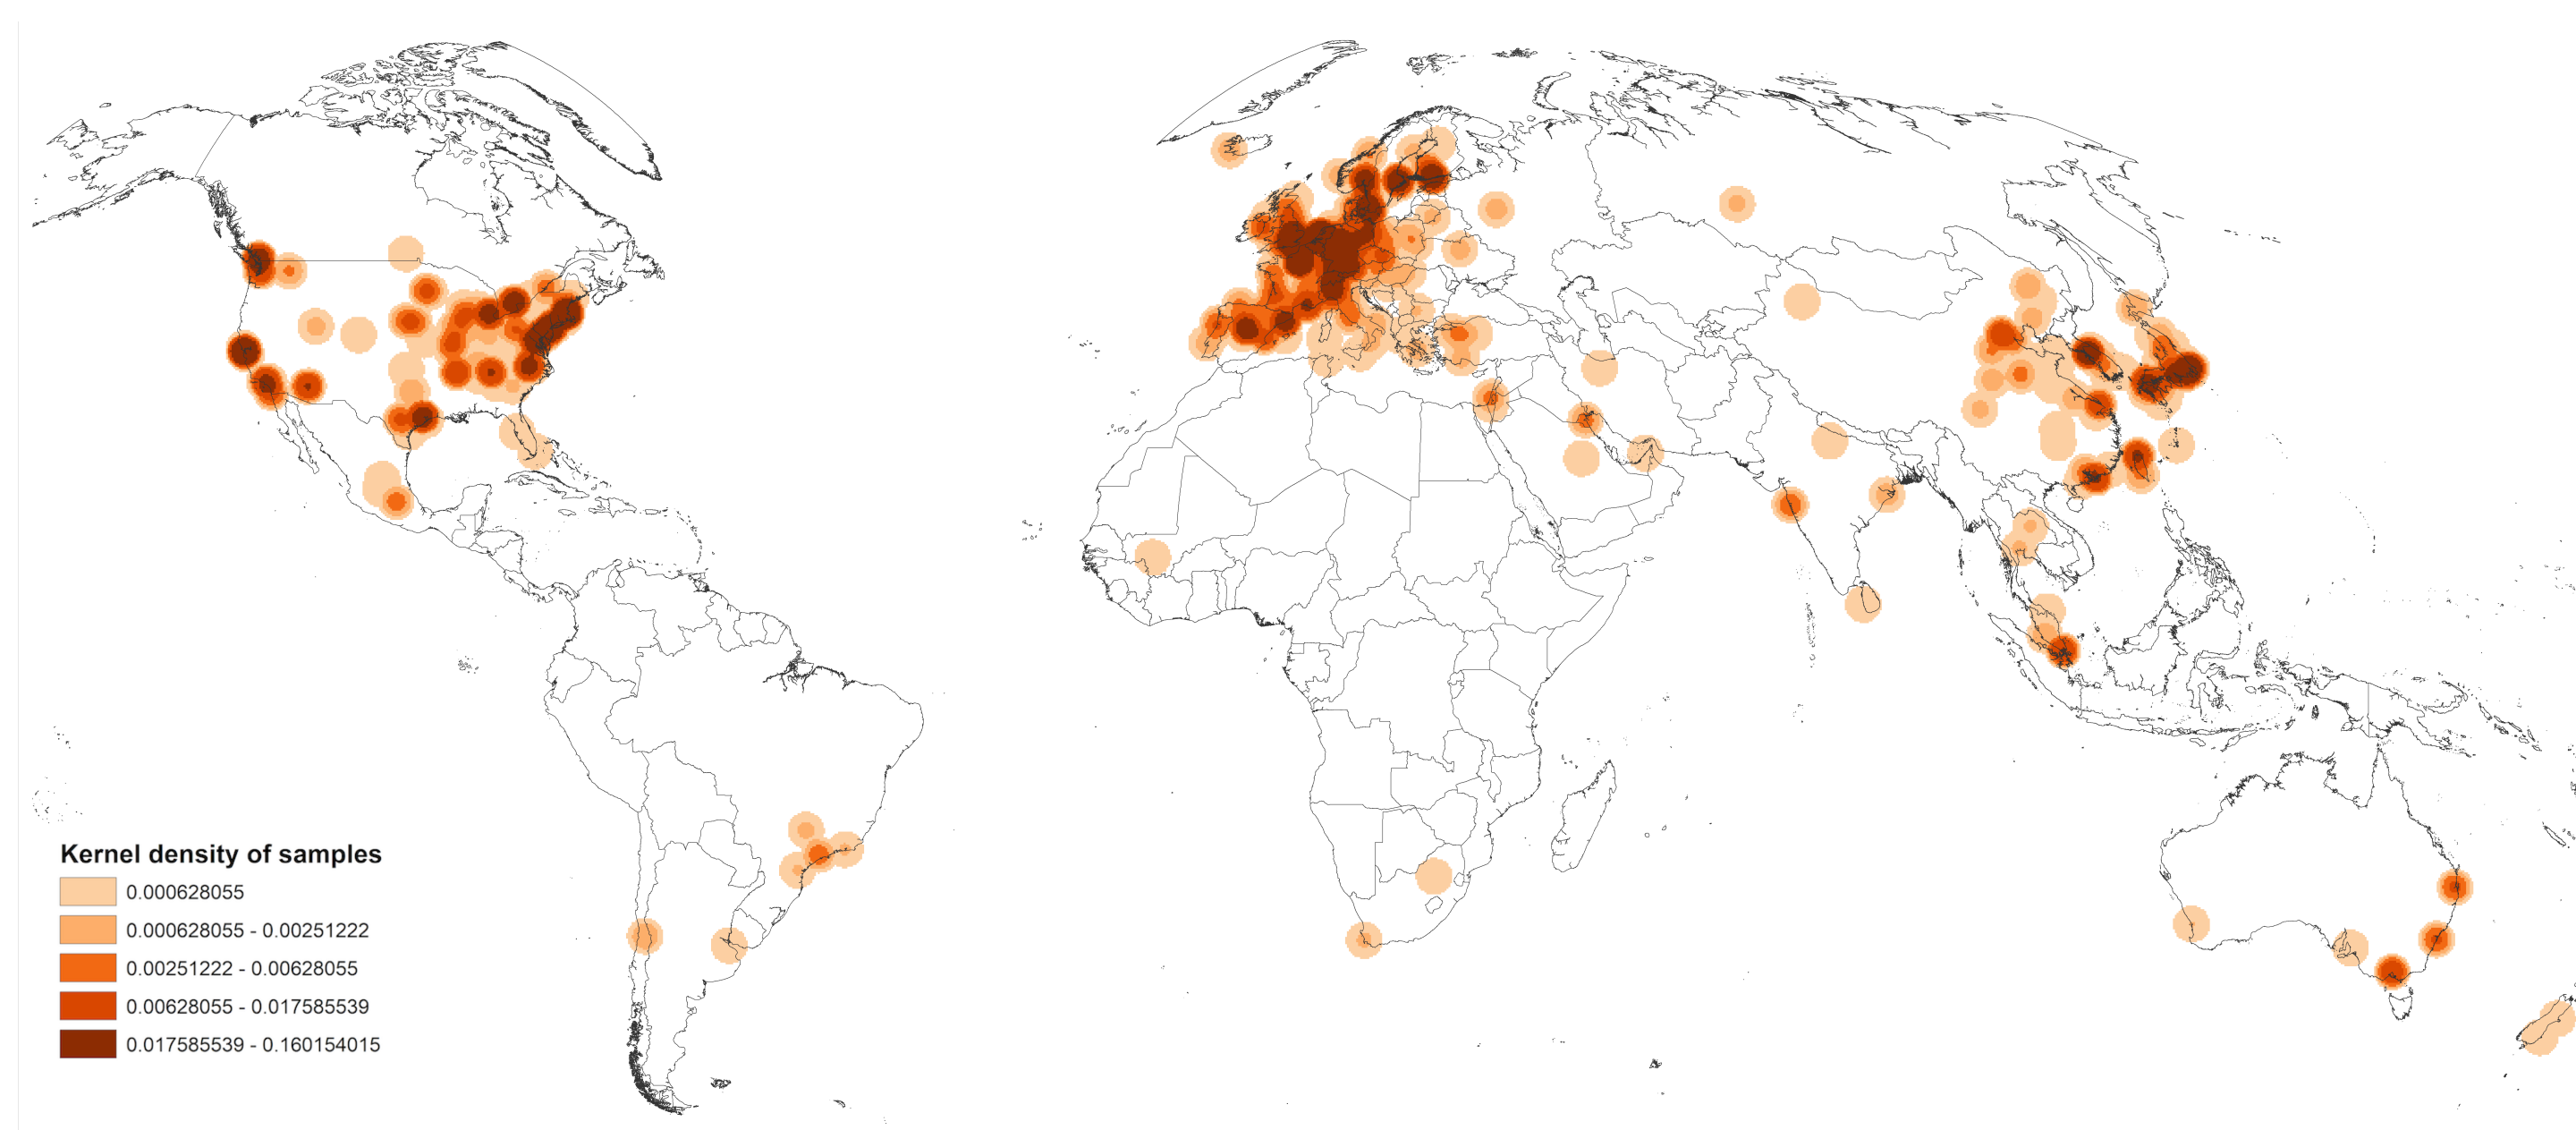 Kernel density of samples
0.000628055
0.000628055 - 0.00251222
0.00251222 - 0.00628055
0.00628055 - 0.017585539
0.017585539 - 0.160154015